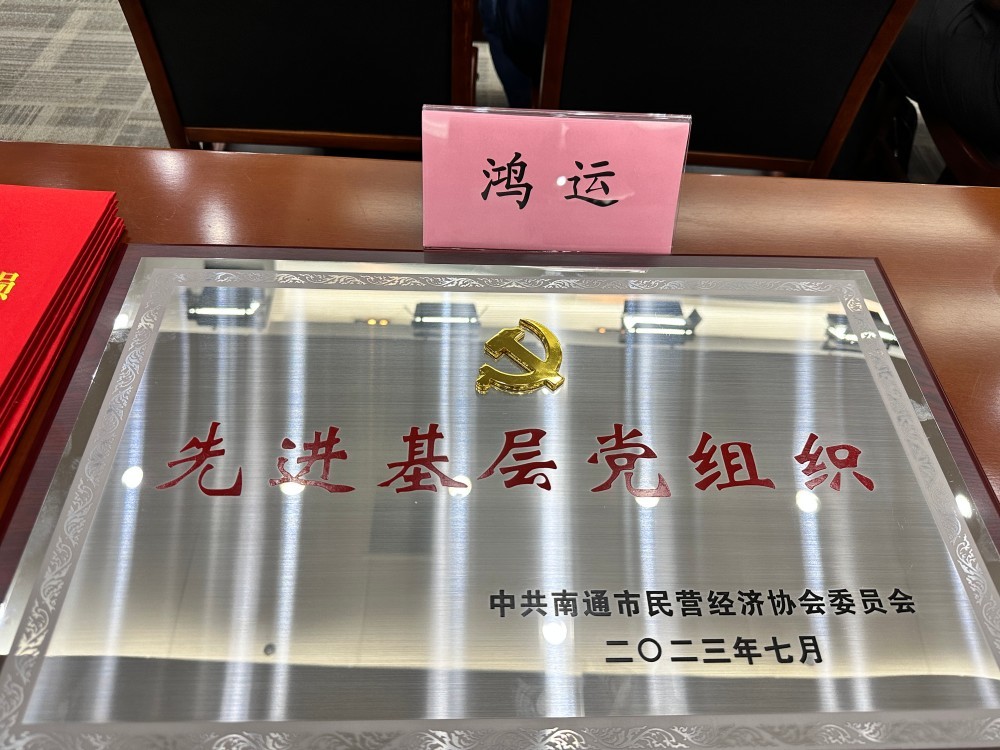 鸿运
先进基层党组织
中共南通市民营经济协会委员会
二〇二三年七月